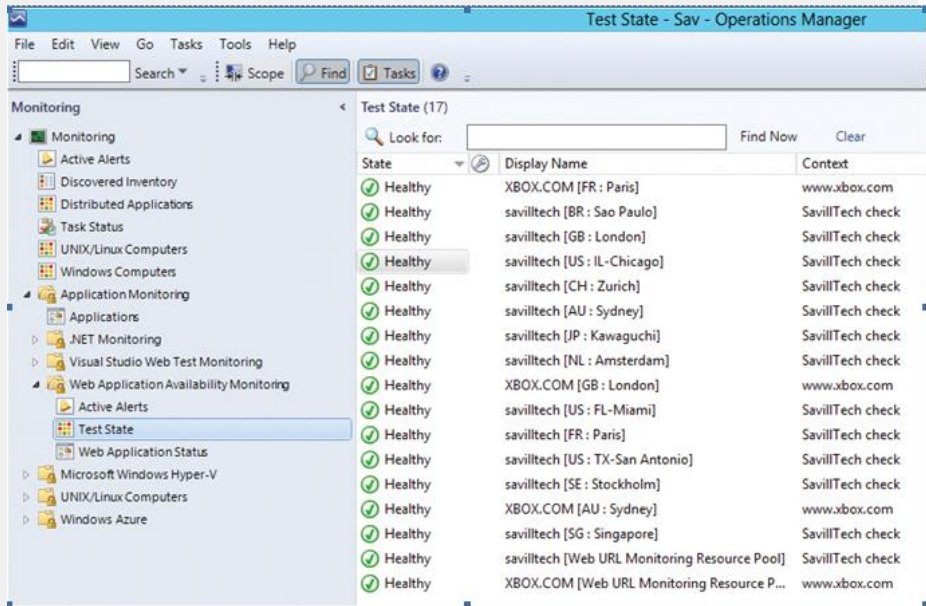 Test State - Sav - Operations Manager
File Edit View Go Tasks Tools Help
Search Scope Find Tasks
Monitoring
Monitoring
Active Alerts
Discovered Inventory
Distributed Applications
Task Status
UNIX/Linux Computers
Windows Computers
Application Monitoring
Applications
.NET Monitoring
Visual Studio Web Test Monitoring
Web Application Availability Monitoring
Active Alerts
Test State
Web Application Status
Microsoft Windows Hyper-V
UNIX/Linux Computers
Windows Azure
Test State (17)
Look for: Find Now Clear
State Display Name Context
Healthy XBOX.COM [FR : Paris] www.xbox.com
Healthy savilltech [BR : Sao Paulo] SavillTech check
Healthy savilltech [GB : London] SavillTech check
Healthy savilltech [US : IL-Chicago] SavillTech check
Healthy savilltech [CH : Zurich] SavillTech check
Healthy savilltech [AU : Sydney] SavillTech check
Healthy savilltech [JP : Kawaguchi] SavillTech check
Healthy savilltech [NL : Amsterdam] SavillTech check
Healthy XBOX.COM [GB : London] www.xbox.com
Healthy savilltech [US : FL-Miami] SavillTech check
Healthy savilltech [FR : Paris] SavillTech check
Healthy savilltech [US : TX-San Antonio] SavillTech check
Healthy savilltech [SE : Stockholm] SavillTech check
Healthy XBOX.COM [AU : Sydney] www.xbox.com
Healthy savilltech [SG : Singapore] SavillTech check
Healthy savilltech [Web URL Monitoring Resource Pool] SavillTech check
Healthy XBOX.COM [Web URL Monitoring Resource P... www.xbox.com